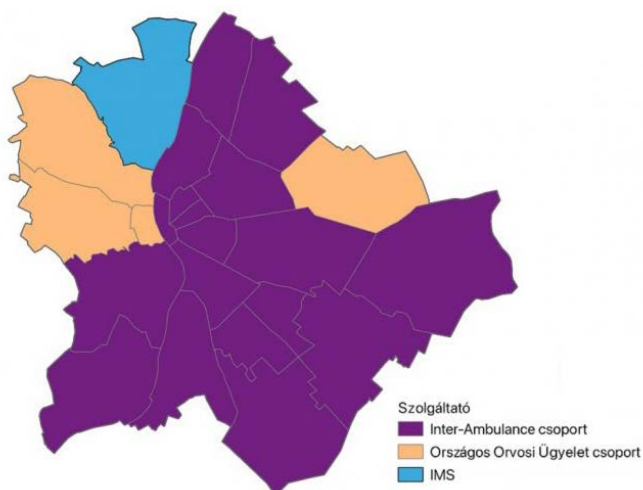 Szolgáltató
Inter-Ambulance csoport
Országos Orvosi Ügyelet csoport
IMS